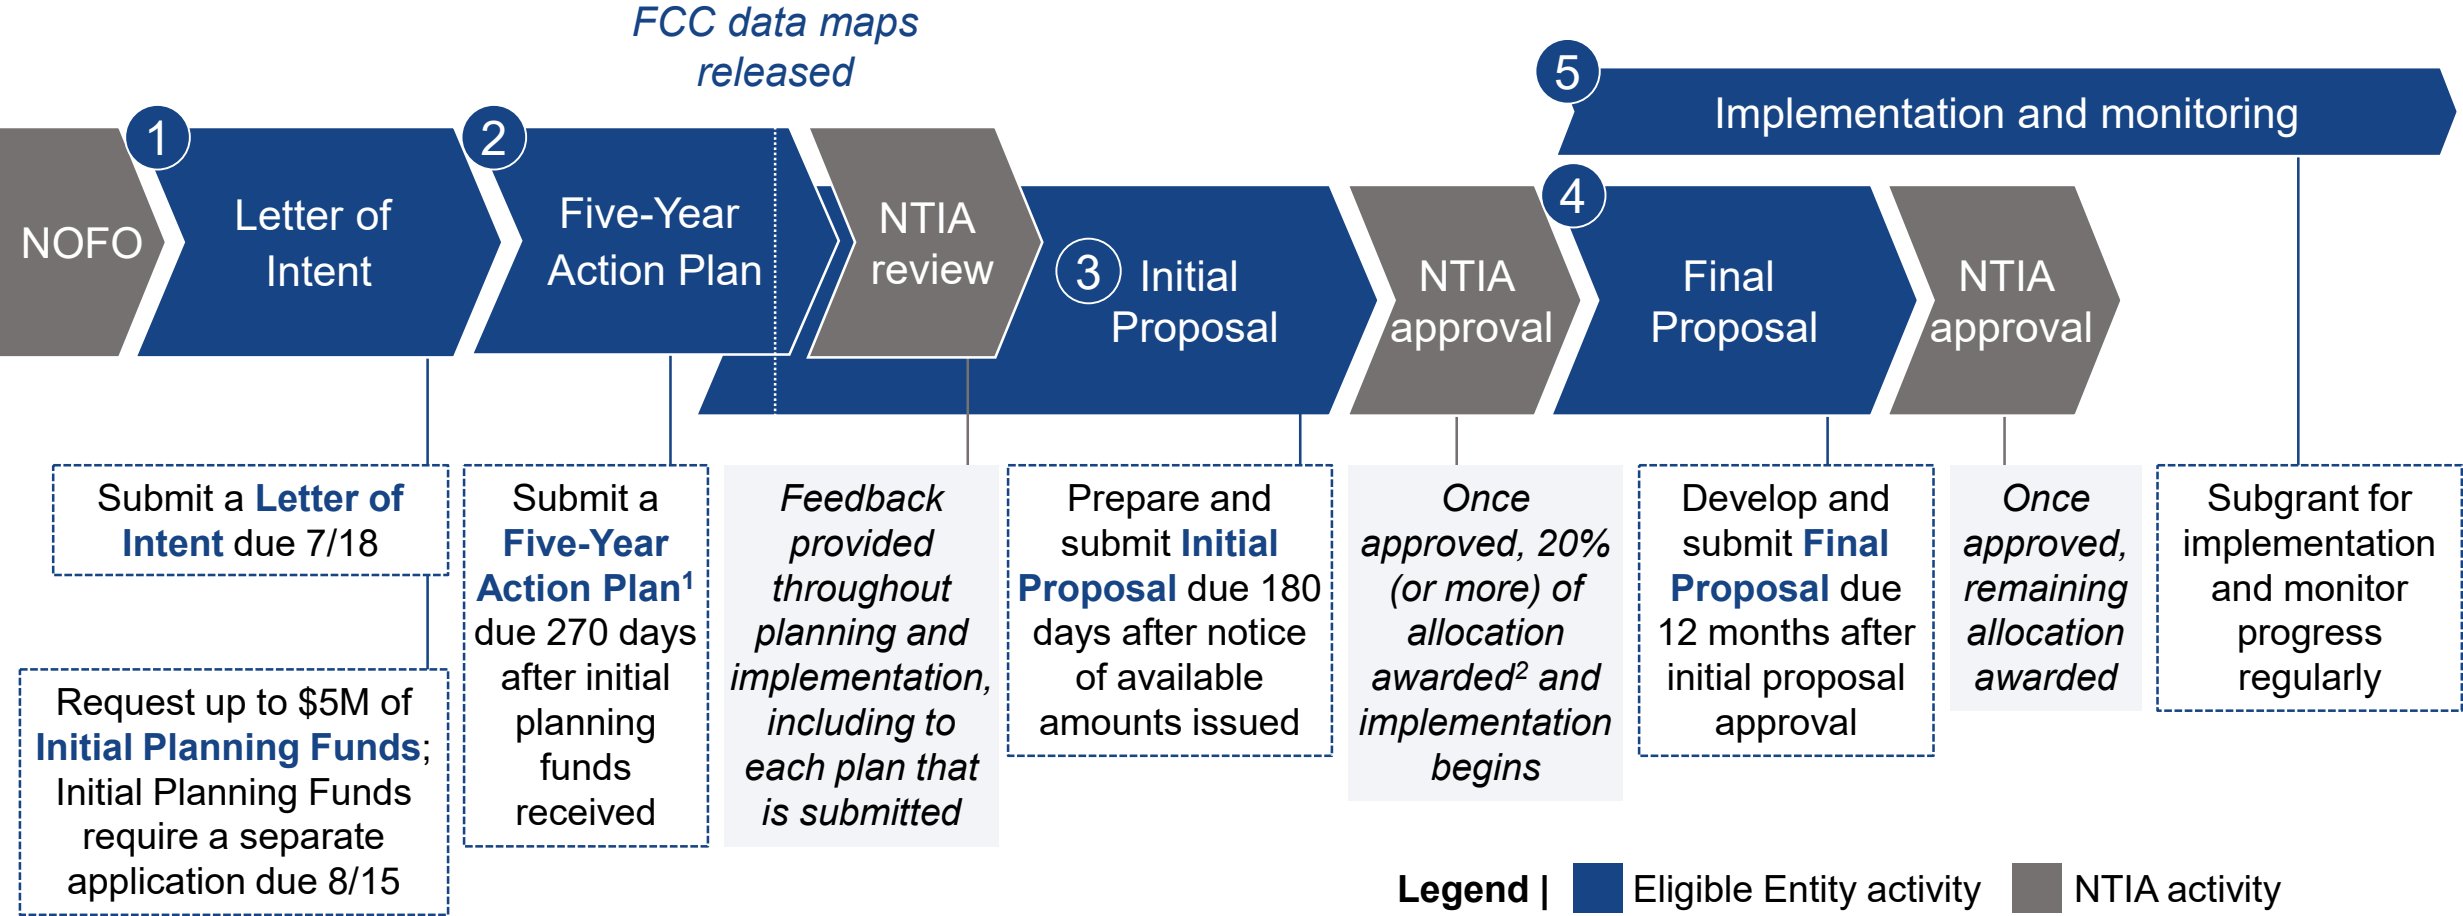 FCC data maps
released
NOFO
1
Letter of
Intent
2
Five-Year
Action Plan
NTIA
review
3
Initial
Proposal
NTIA
approval
4
Final
Proposal
NTIA
approval
5
Implementation and monitoring
Submit a Letter of
Intent due 7/18
Request up to $5M of
Initial Planning Funds;
Initial Planning Funds
require a separate
application due 8/15
Submit a
Five-Year
Action Plan¹
due 270 days
after initial
planning
funds
received
Feedback
provided
throughout
planning and
implementation,
including to
each plan that
is submitted
Prepare and
submit Initial
Proposal due 180
days after notice
of available
amounts issued
Once
approved, 20%
(or more) of
allocation
awarded² and
implementation
begins
Develop and
submit Final
Proposal due
12 months after
initial proposal
approval
Once
approved,
remaining
allocation
awarded
Subgrant for
implementation
and monitor
progress
regularly
Legend | Eligible Entity activity NTIA activity